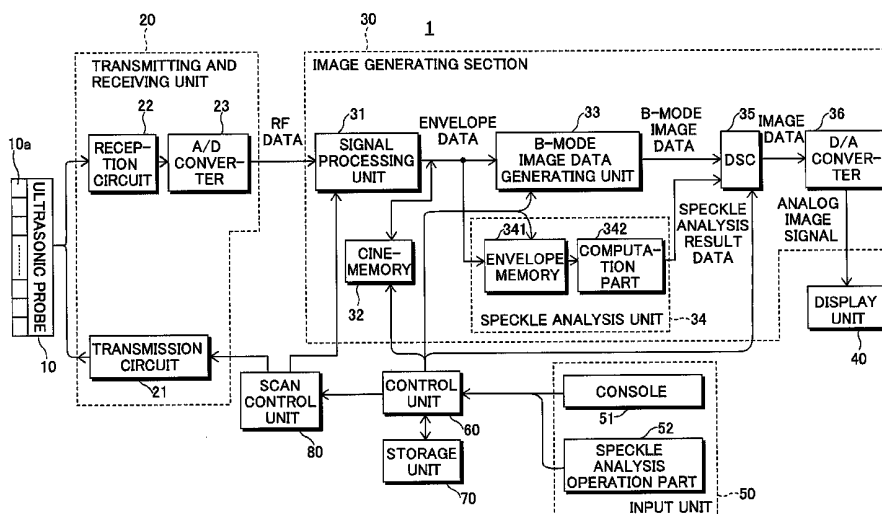 20
30
1
TRANSMITTING AND
RECEIVING UNIT
IMAGE GENERATING SECTION
22
23
RF
DATA
31
ENVELOPE
DATA
33
B-MODE
IMAGE
DATA
35
IMAGE
DATA
36
10a
RECEP-
TION
CIRCUIT
A/D
CONVER-
TER
SIGNAL
PROCESSING
UNIT
B-MODE
IMAGE DATA
GENERATING UNIT
DSC
D/A
CONVER-
TER
ULTRASONIC PROBE
10
CINE-
MEMORY
32
341
342
ENVELOPE
MEMORY
COMPUTA-
TION
PART
SPECKLE
ANALYSIS
RESULT
DATA
ANALOG
IMAGE
SIGNAL
SPECKLE ANALYSIS UNIT
34
DISPLAY
UNIT
40
TRANSMISSION
CIRCUIT
21
SCAN
CONTROL
UNIT
80
CONTROL
UNIT
60
STORAGE
UNIT
70
CONSOLE
51
52
SPECKLE
ANALYSIS
OPERATION PART
INPUT UNIT
50